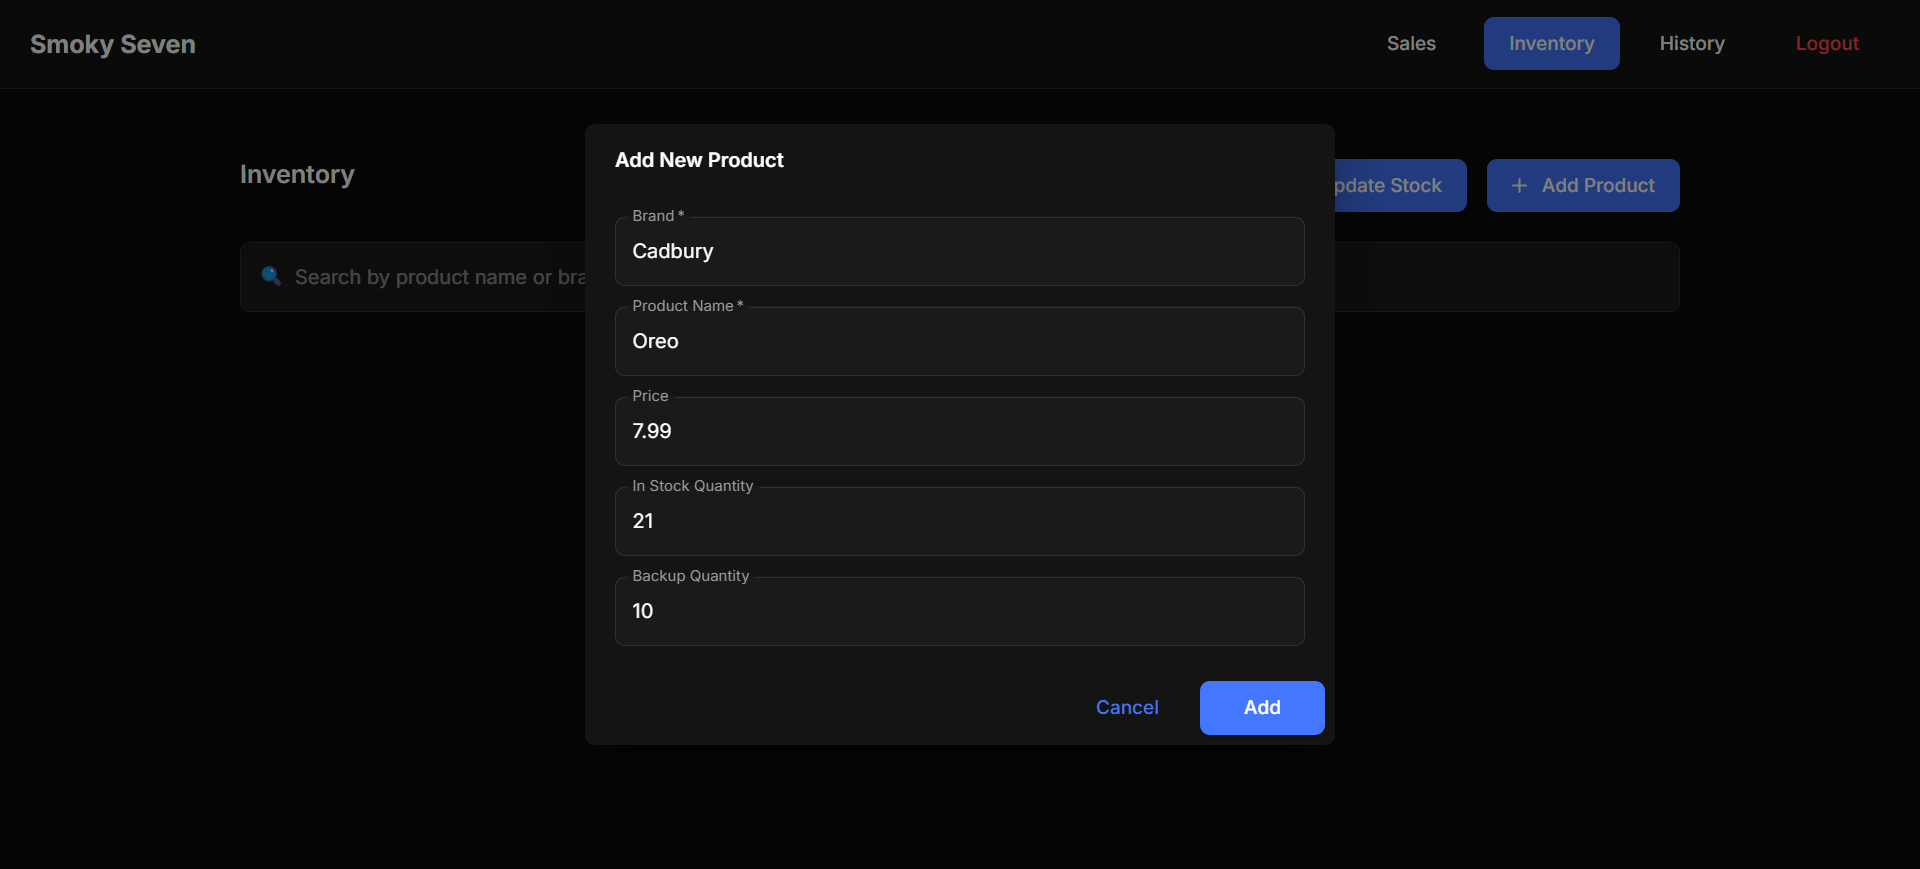 Smoky Seven
Sales
Inventory
History
Logout
Inventory
pdate Stock
+ Add Product
Search by product name or bra
Add New Product
Brand *
Cadbury
Product Name *
Oreo
Price
7.99
In Stock Quantity
21
Backup Quantity
10
Cancel
Add